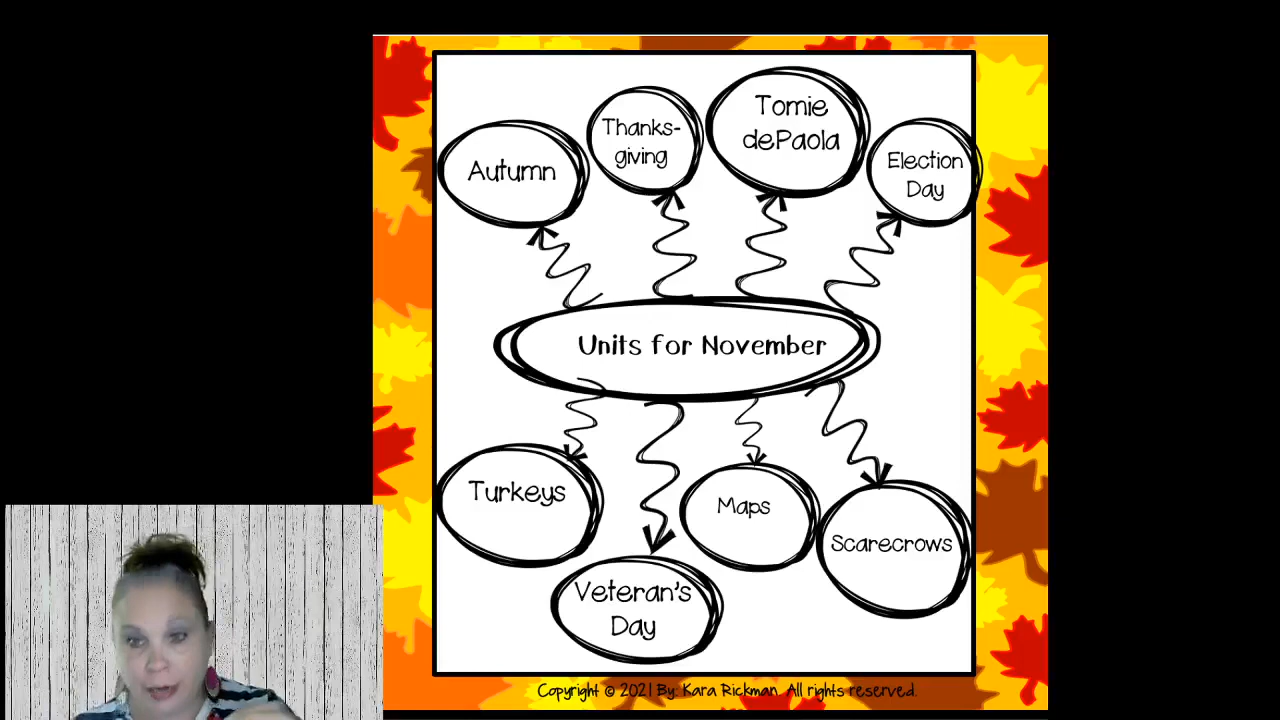 Autumn
Thanks-
giving
Tomie
dePaola
Election
Day
Units for November
Turkeys
Veteran's
Day
Maps
Scarecrows
Copyright © 2021 By: Kara Rickman. All rights reserved.